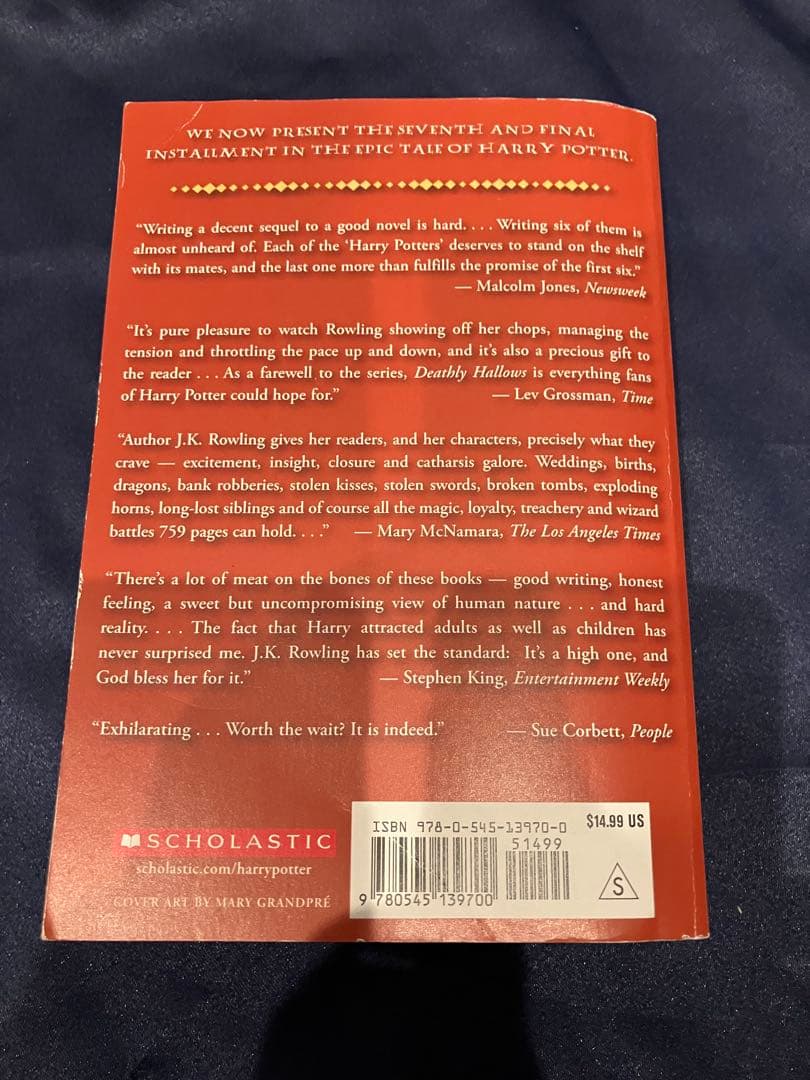 WE NOW PRESENT THE SEVENTH AND FINAL
INSTALLMENT IN THE EPIC TALE OF HARRY POTTER.
“Writing a decent sequel to a good novel is hard. . . . Writing six of them is
almost unheard of. Each of the ‘Harry Potters’ deserves to stand on the shelf
with its mates, and the last one more than fulfills the promise of the first six.”
— Malcolm Jones, Newsweek
“It’s pure pleasure to watch Rowling showing off her chops, managing the
tension and throttling the pace up and down, and it’s also a precious gift to
the reader . . . As a farewell to the series, Deathly Hallows is everything fans
of Harry Potter could hope for.” — Lev Grossman, Time
“Author J.K. Rowling gives her readers, and her characters, precisely what they
crave — excitement, insight, closure and catharsis galore. Weddings, births,
dragons, bank robberies, stolen kisses, stolen swords, broken tombs, exploding
horns, long-lost siblings and of course all the magic, loyalty, treachery and wizard
battles 759 pages can hold. . . .” — Mary McNamara, The Los Angeles Times
“There’s a lot of meat on the bones of these books — good writing, honest
feeling, a sweet but uncompromising view of human nature . . . and hard
reality. . . . The fact that Harry attracted adults as well as children has
never surprised me. J.K. Rowling has set the standard: It’s a high one, and
God bless her for it.” — Stephen King, Entertainment Weekly
“Exhilarating . . . Worth the wait? It is indeed.” — Sue Corbett, People
SCHOLASTIC
scholastic.com/harrypotter
COVER ART BY MARY GRANDPRÉ
ISBN 978-0-545-13970-0 $14.99 US
51499
9 780545 139700
S